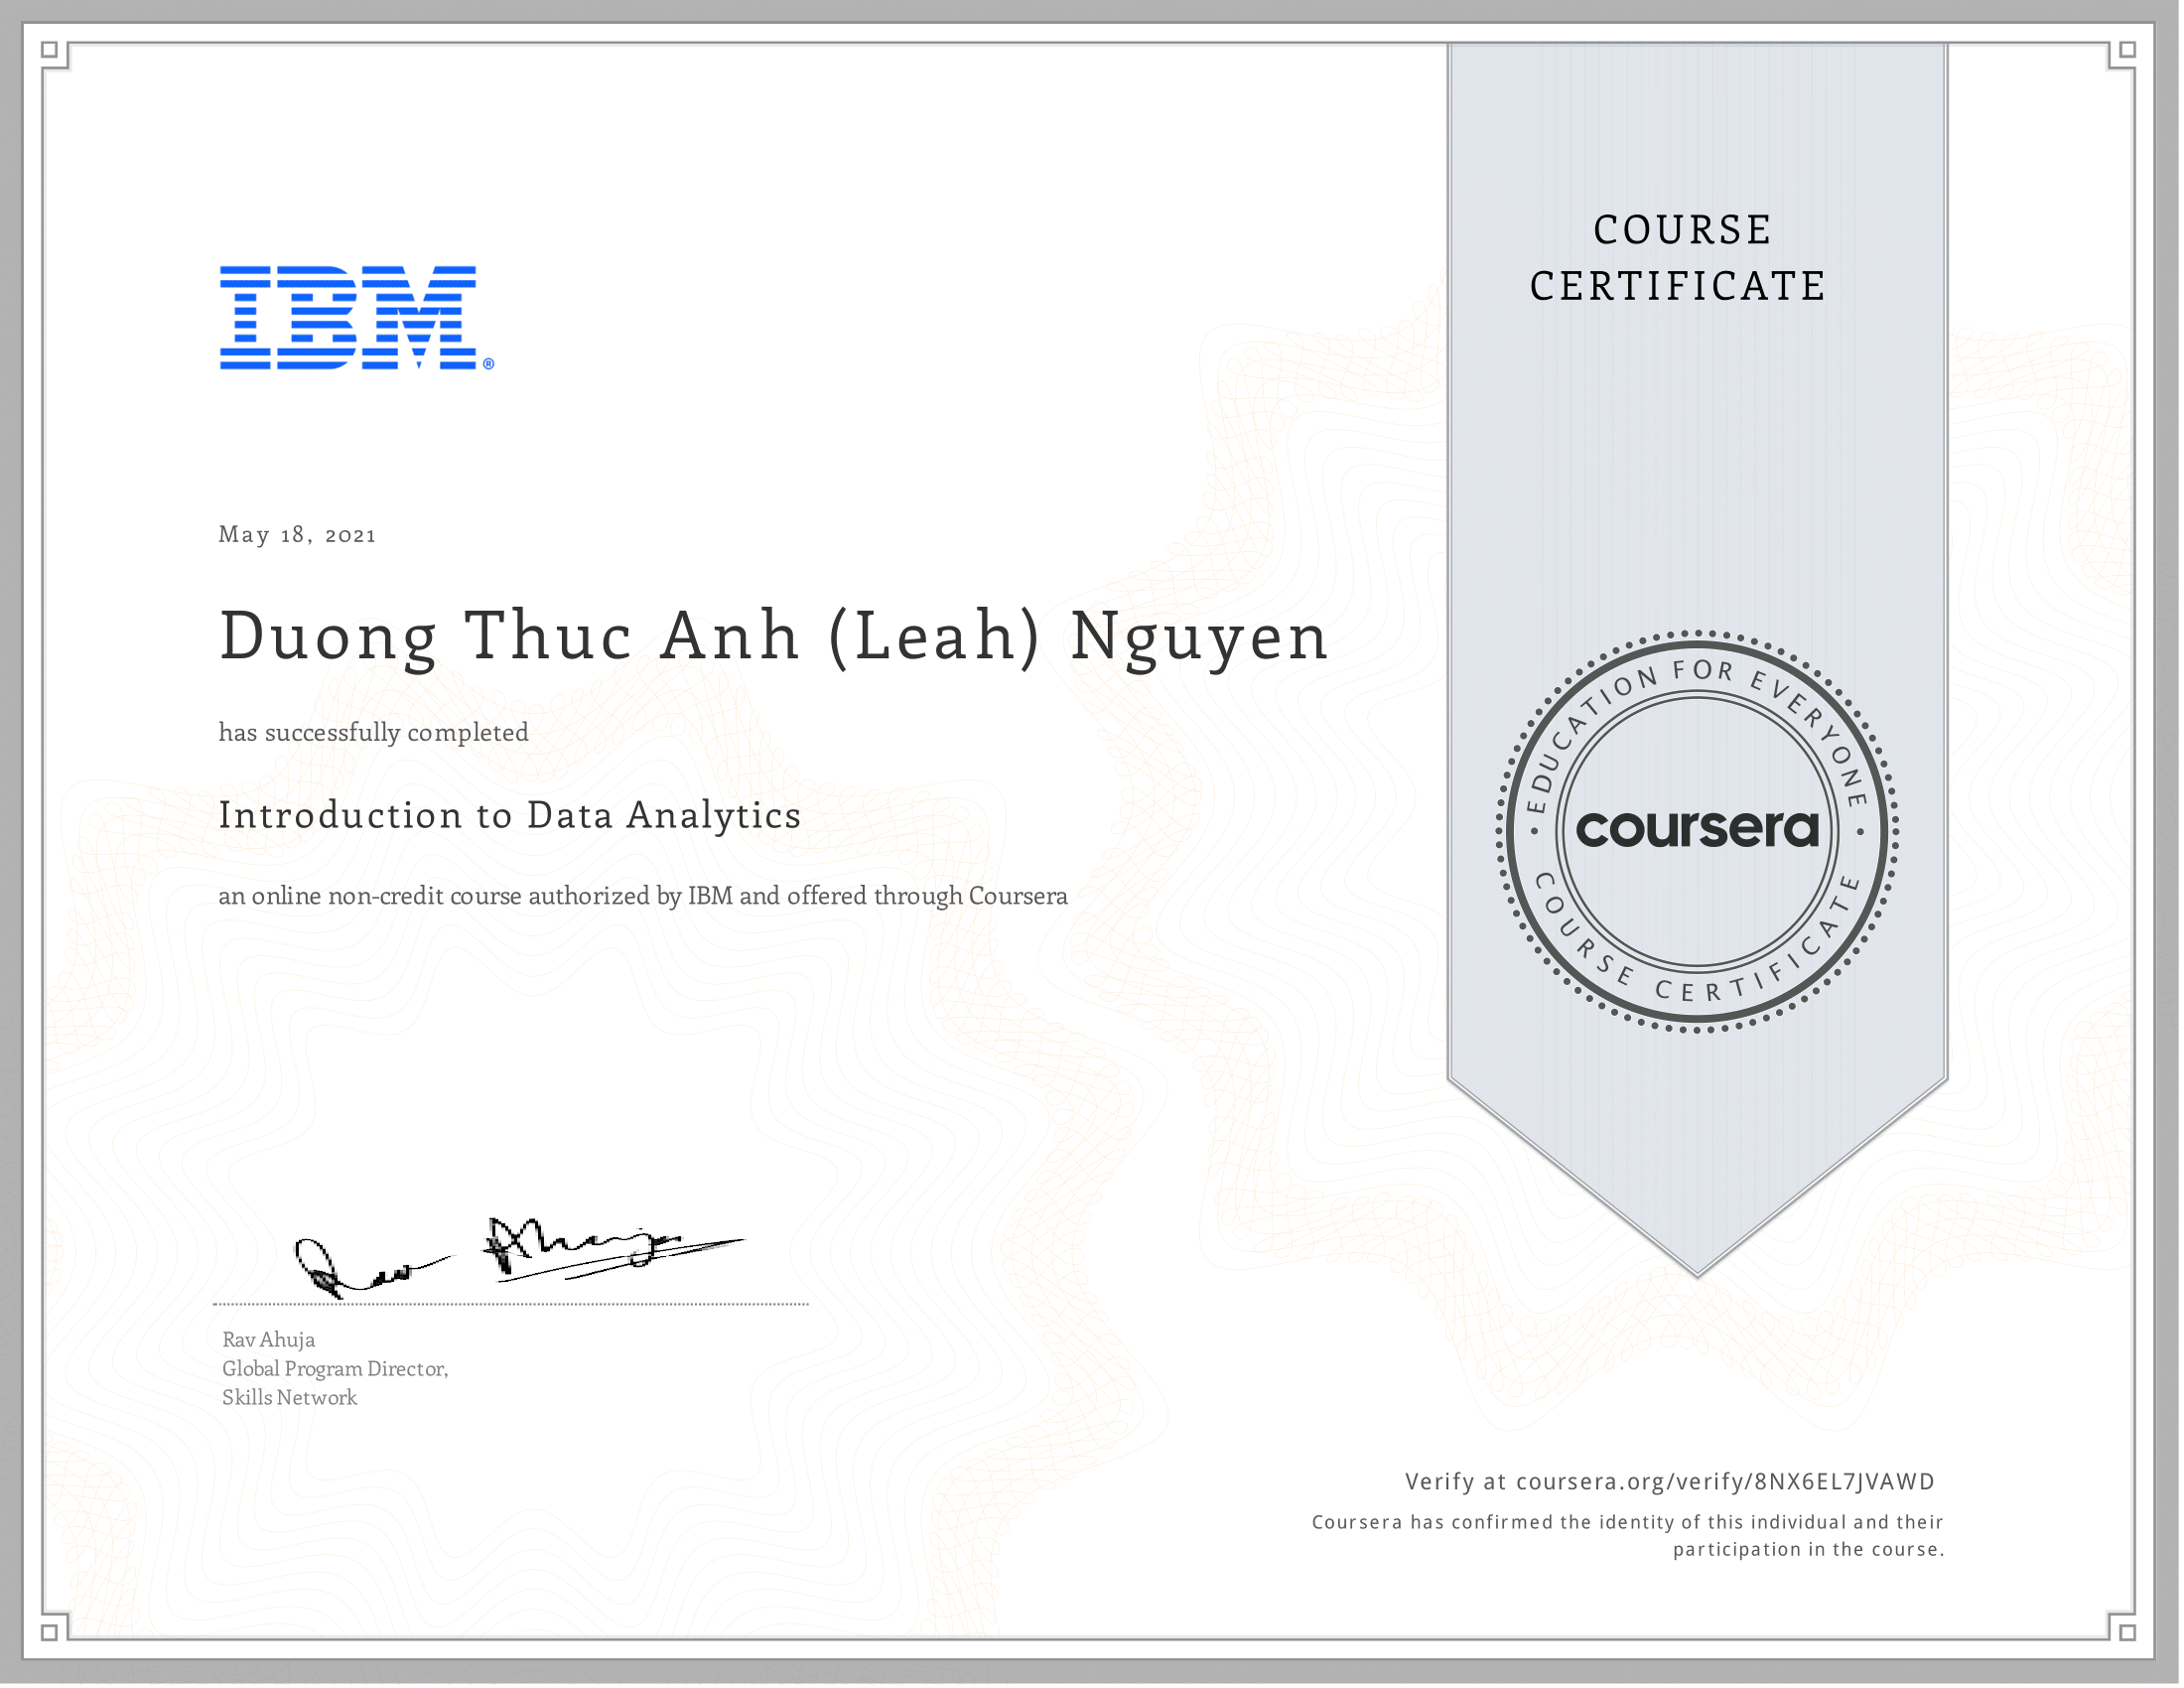 COURSE
CERTIFICATE
IBM®
May 18, 2021
Duong Thuc Anh (Leah) Nguyen
has successfully completed
Introduction to Data Analytics
an online non-credit course authorized by IBM and offered through Coursera
• EDUCATION FOR EVERYONE •
coursera
COURSE CERTIFICATE
Rav Ahuja
Global Program Director,
Skills Network
Verify at coursera.org/verify/8NX6EL7JVAWD
Coursera has confirmed the identity of this individual and their
participation in the course.